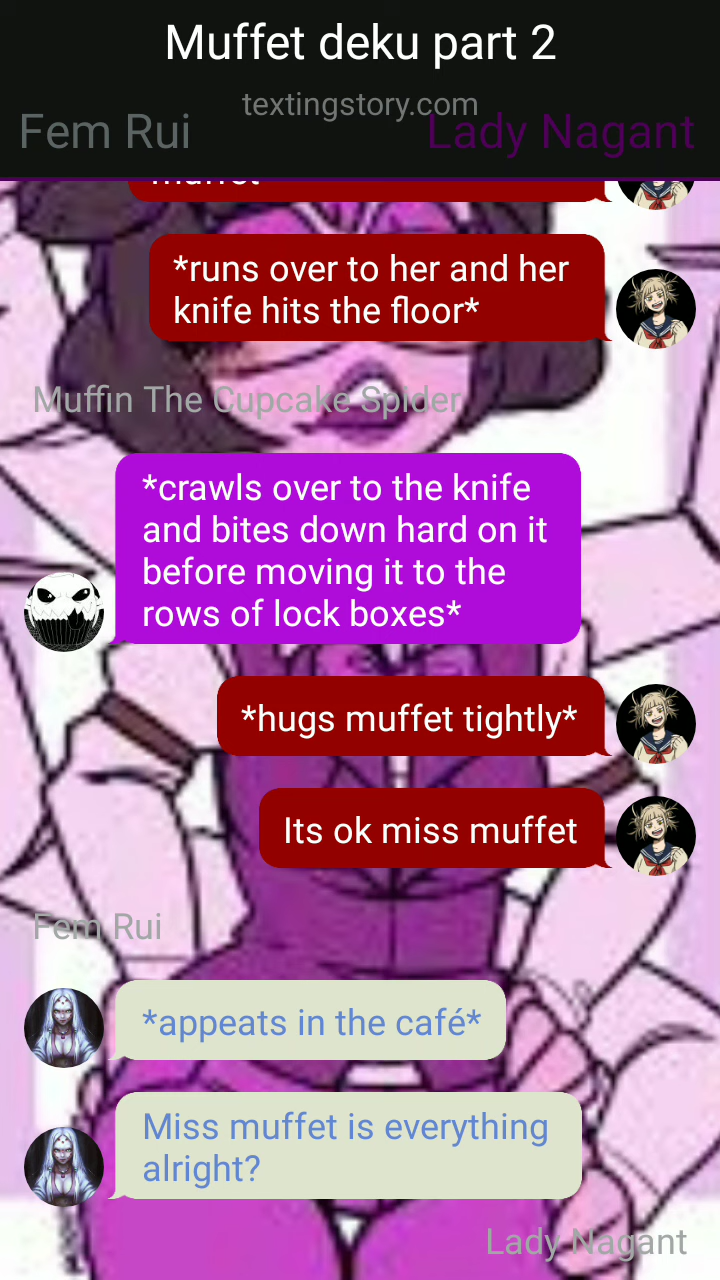 Muffet deku part 2
textingstory.com
Fem Rui
Lady Nagant
*runs over to her and her
knife hits the floor*
Muffin The Cupcake Spider
*crawls over to the knife
and bites down hard on it
before moving it to the
rows of lock boxes*
*hugs muffet tightly*
Its ok miss muffet
Fem Rui
*appeats in the café*
Miss muffet is everything
alright?
Lady Nagant